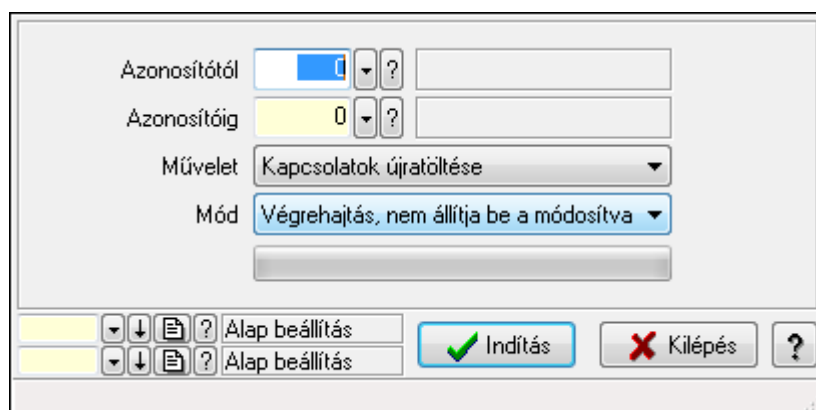 Azonosítótól 0 ?
Azonosítóig 0 ?
Művelet Kapcsolatok újratöltése
Mód Végrehajtás, nem állítja be a módosítva
? Alap beállítás
? Alap beállítás
Indítás Kilépés ?